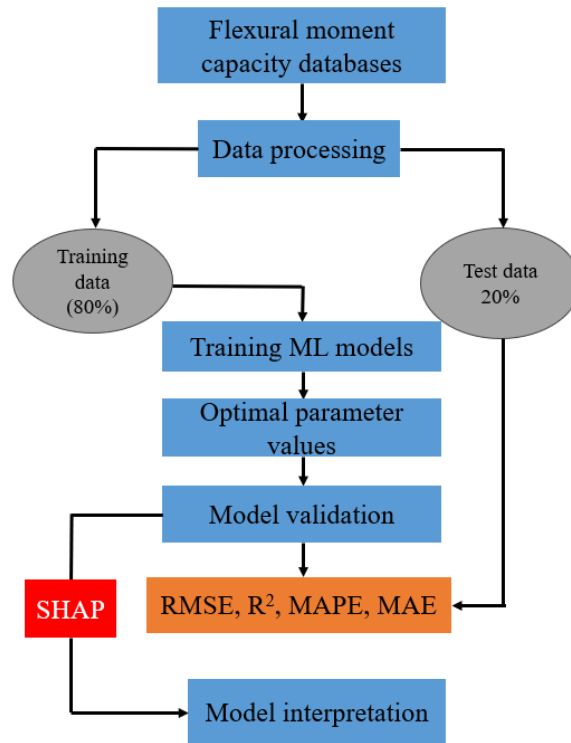 Flexural moment
capacity databases
Data processing
Training
data
(80%)
Test data
20%
Training ML models
Optimal parameter
values
Model validation
SHAP
RMSE, R², MAPE, MAE
Model interpretation